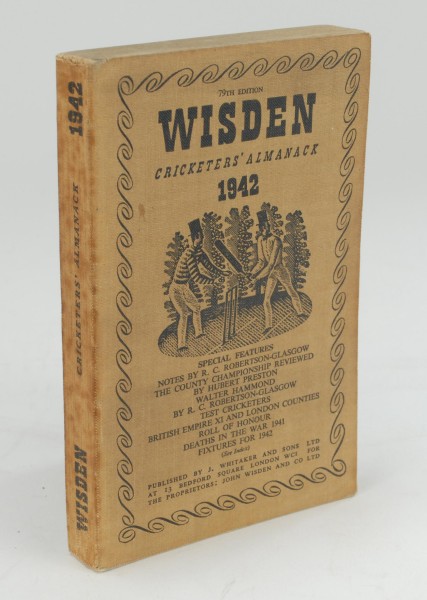 79TH EDITION
WISDEN
CRICKETERS' ALMANACK
1942
SPECIAL FEATURES
NOTES BY R. C. ROBERTSON-GLASGOW
THE COUNTY CHAMPIONSHIP REVIEWED
BY HUBERT PRESTON
WALTER HAMMOND
BY R. C. ROBERTSON-GLASGOW
TEST CRICKETERS
BRITISH EMPIRE XI AND LONDON COUNTIES
ROLL OF HONOUR
DEATHS IN THE WAR 1941
FIXTURES FOR 1942
(See Index)
PUBLISHED BY J. WHITAKER AND SONS LTD
AT 13 BEDFORD SQUARE LONDON WC1 FOR
THE PROPRIETORS: JOHN WISDEN AND CO LTD
WISDEN CRICKETERS' ALMANACK 1942